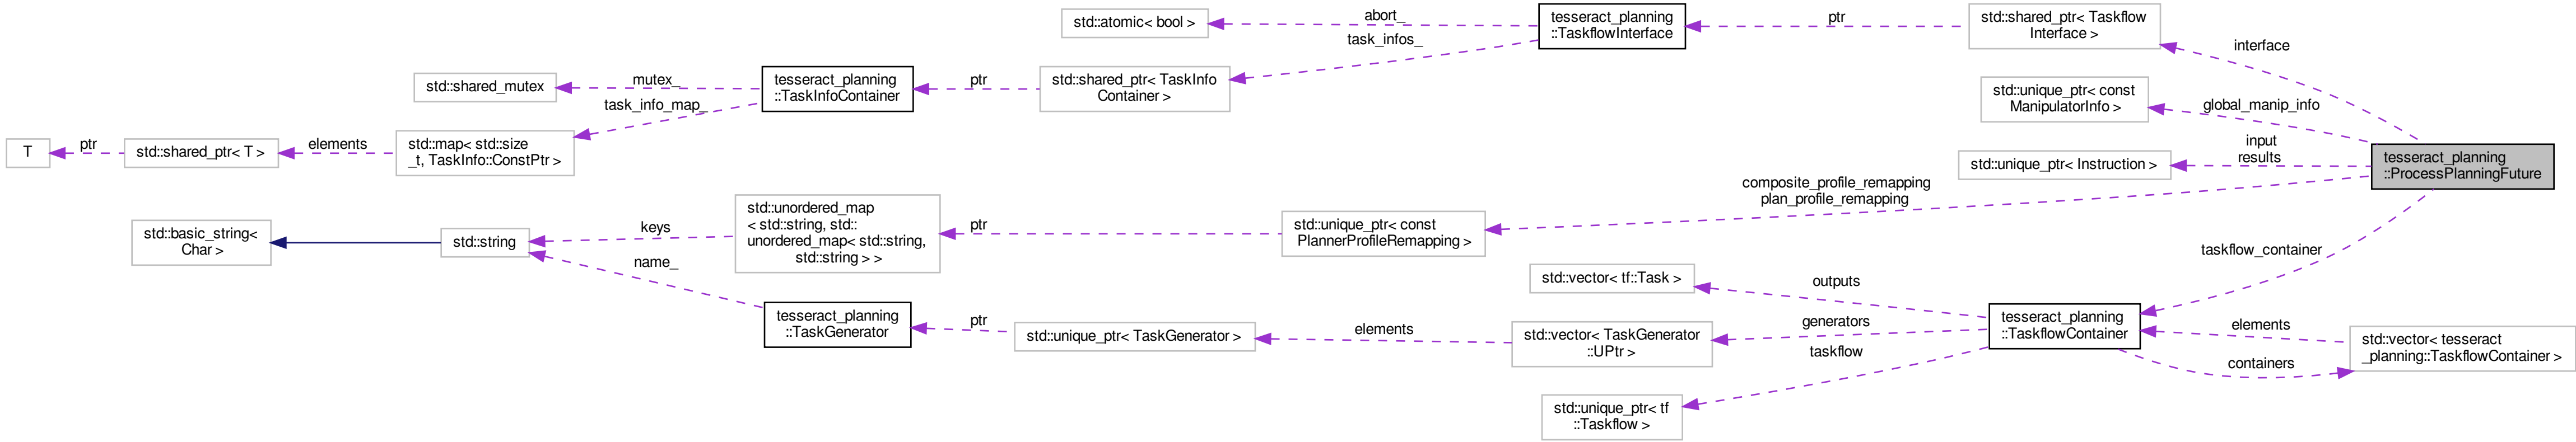 std::atomic< bool >
abort_
tesseract_planning
::TaskflowInterface
ptr
std::shared_ptr< Taskflow
Interface >
interface
task_infos_
std::shared_mutex
mutex_
tesseract_planning
::TaskInfoContainer
ptr
std::shared_ptr< TaskInfo
Container >
std::unique_ptr< const
ManipulatorInfo >
global_manip_info
task_info_map_
T
ptr
std::shared_ptr< T >
elements
std::map< std::size
_t, TaskInfo::ConstPtr >
std::unique_ptr< Instruction >
input
results
tesseract_planning
::ProcessPlanningFuture
composite_profile_remapping
plan_profile_remapping
std::basic_string<
Char >
std::string
keys
std::unordered_map
< std::string, std::
unordered_map< std::string,
std::string > >
ptr
std::unique_ptr< const
PlannerProfileRemapping >
name_
taskflow_container
std::vector< tf::Task >
outputs
tesseract_planning
::TaskGenerator
ptr
std::unique_ptr< TaskGenerator >
elements
std::vector< TaskGenerator
::UPtr >
generators
tesseract_planning
::TaskflowContainer
elements
std::vector< tesseract
_planning::TaskflowContainer >
containers
taskflow
std::unique_ptr< tf
::Taskflow >